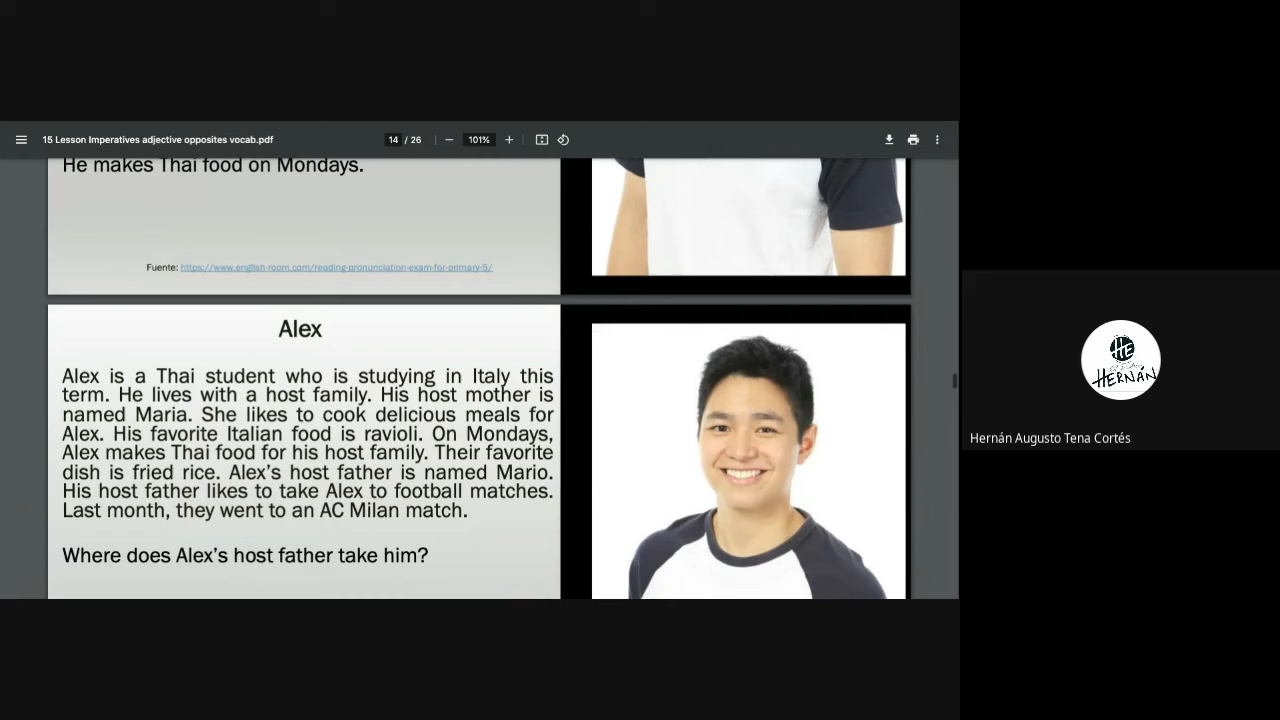 15 Lesson Imperatives adjective opposites vocab.pdf
14 / 26
101%
He makes Thai food on Mondays.
Fuente: https://www.english-room.com/reading-pronunciation-exam-for-primary-5/
Alex
Alex is a Thai student who is studying in Italy this
term. He lives with a host family. His host mother is
named Maria. She likes to cook delicious meals for
Alex. His favorite Italian food is ravioli. On Mondays,
Alex makes Thai food for his host family. Their favorite
dish is fried rice. Alex’s host father is named Mario.
His host father likes to take Alex to football matches.
Last month, they went to an AC Milan match.
Where does Alex’s host father take him?
HE
HERNÁN
Hernán Augusto Tena Cortés